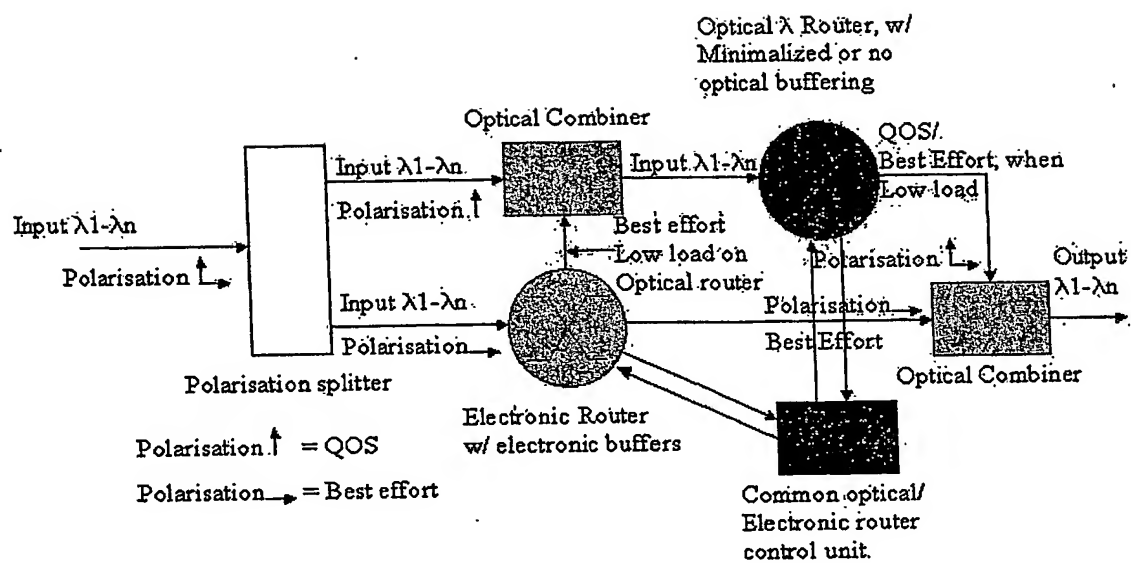 Optical λ Router, w/
Minimalized or no
optical buffering
Optical Combiner
QOS/.
Best Effort, when
Low load
Input λ1-λn.
Polarisation
Input λ1-λn
Input λ1-λn
Polarisation
Best effort
Low load on
Optical router
Polarisation
Output
λ1-λn
Input λ1-λn
Polarisation
Polarisation
Best Effort
Optical Combiner
Polarisation splitter
Electronic Router
w/ electronic buffers
Polarisation ↑ = QOS
Polarisation → = Best effort
Common optical/
Electronic router
control unit.